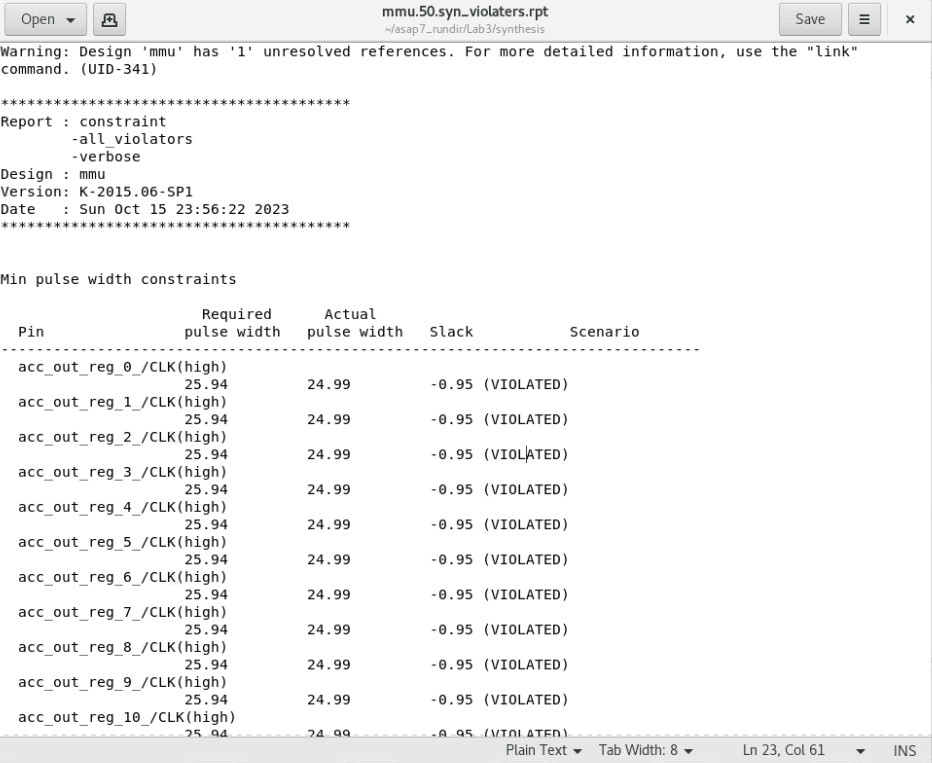 Open
mmu.50.syn_violaters.rpt
~/asap7_rundir/Lab3/synthesis
Save
Warning: Design 'mmu' has '1' unresolved references. For more detailed information, use the "link"
command. (UID-341)
****************************************
Report : constraint
-all_violators
-verbose
Design : mmu
Version: K-2015.06-SP1
Date   : Sun Oct 15 23:56:22 2023
****************************************
Min pulse width constraints
Required Actual
Pin pulse width pulse width Slack Scenario
--------------------------------------------------------------------------------
acc_out_reg_0_/CLK(high)
25.94 24.99 -0.95 (VIOLATED)
acc_out_reg_1_/CLK(high)
25.94 24.99 -0.95 (VIOLATED)
acc_out_reg_2_/CLK(high)
25.94 24.99 -0.95 (VIOLATED)
acc_out_reg_3_/CLK(high)
25.94 24.99 -0.95 (VIOLATED)
acc_out_reg_4_/CLK(high)
25.94 24.99 -0.95 (VIOLATED)
acc_out_reg_5_/CLK(high)
25.94 24.99 -0.95 (VIOLATED)
acc_out_reg_6_/CLK(high)
25.94 24.99 -0.95 (VIOLATED)
acc_out_reg_7_/CLK(high)
25.94 24.99 -0.95 (VIOLATED)
acc_out_reg_8_/CLK(high)
25.94 24.99 -0.95 (VIOLATED)
acc_out_reg_9_/CLK(high)
25.94 24.99 -0.95 (VIOLATED)
acc_out_reg_10_/CLK(high)
25.94 24.99 -0.95 (VIOLATED)
Plain Text Tab Width: 8 Ln 23, Col 61 INS